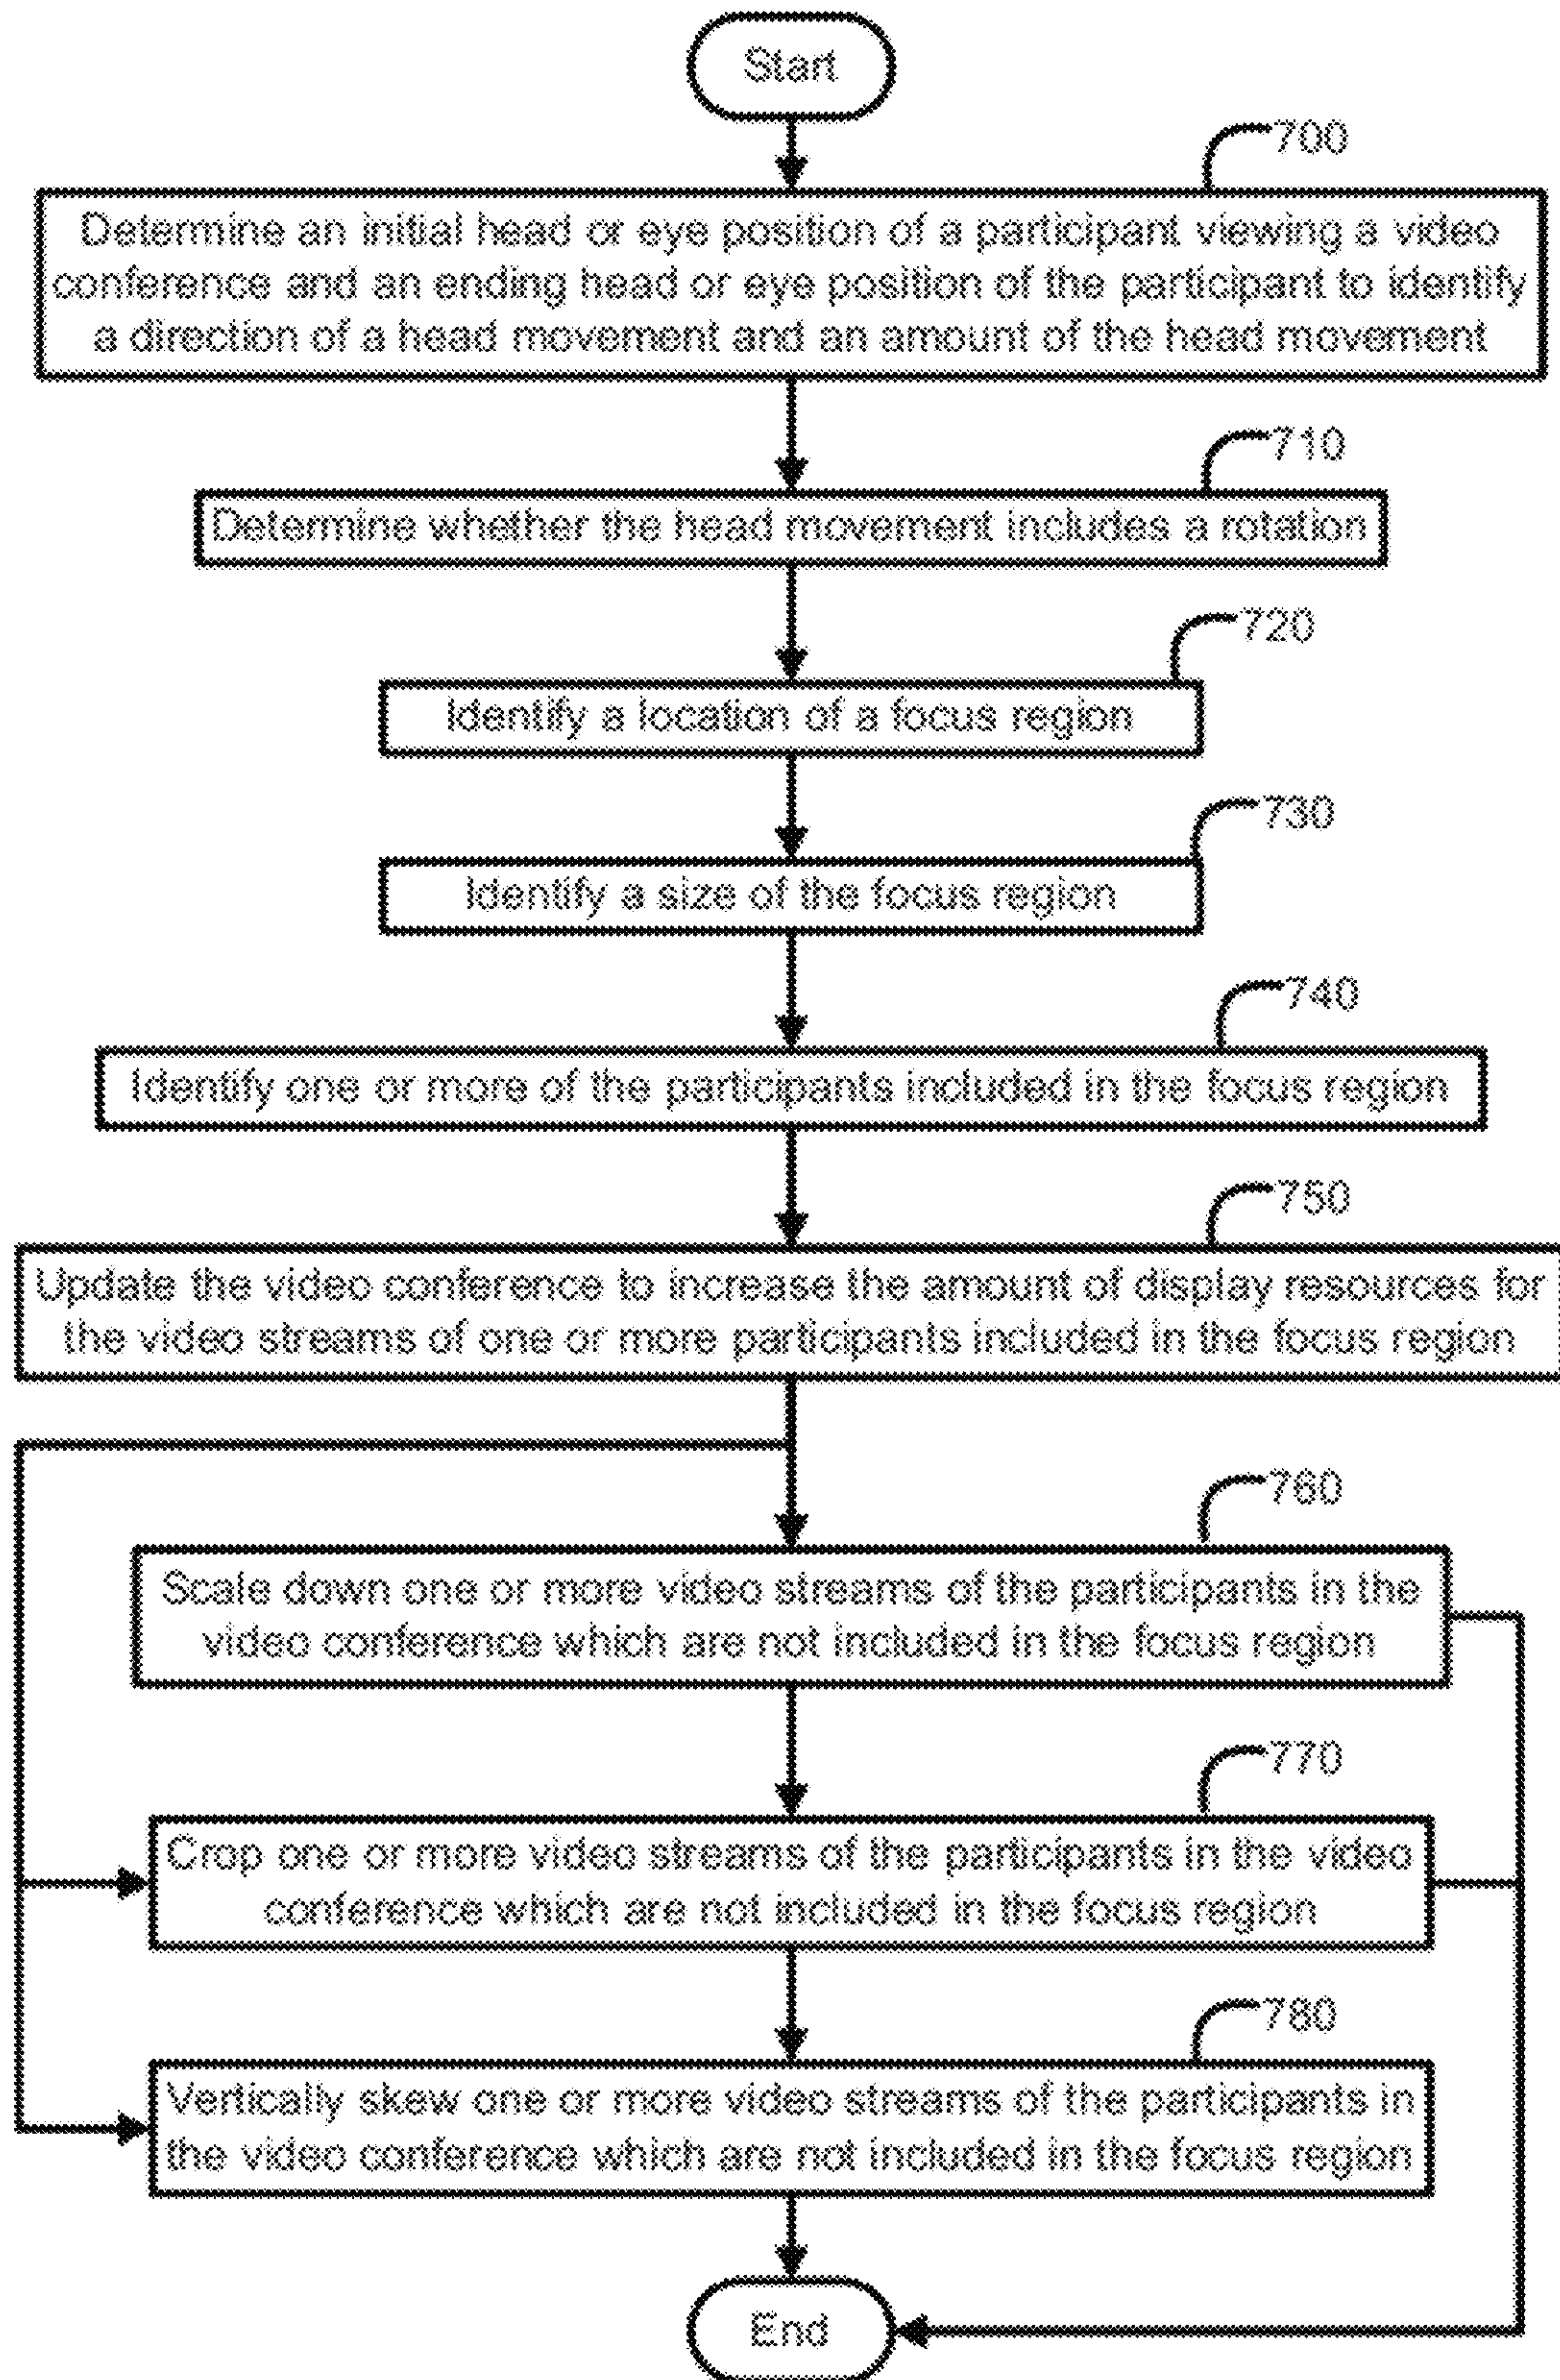 Start
700
Determine an initial head or eye position of a participant viewing a video
conference and an ending head or eye position of the participant to identify
a direction of a head movement and an amount of the head movement
710
Determine whether the head movement includes a rotation
720
Identify a location of a focus region
730
Identify a size of the focus region
740
Identify one or more of the participants included in the focus region
750
Update the video conference to increase the amount of display resources for
the video streams of one or more participants included in the focus region
760
Scale down one or more video streams of the participants in the
video conference which are not included in the focus region
770
Crop one or more video streams of the participants in the video
conference which are not included in the focus region
780
Vertically skew one or more video streams of the participants in
the video conference which are not included in the focus region
End